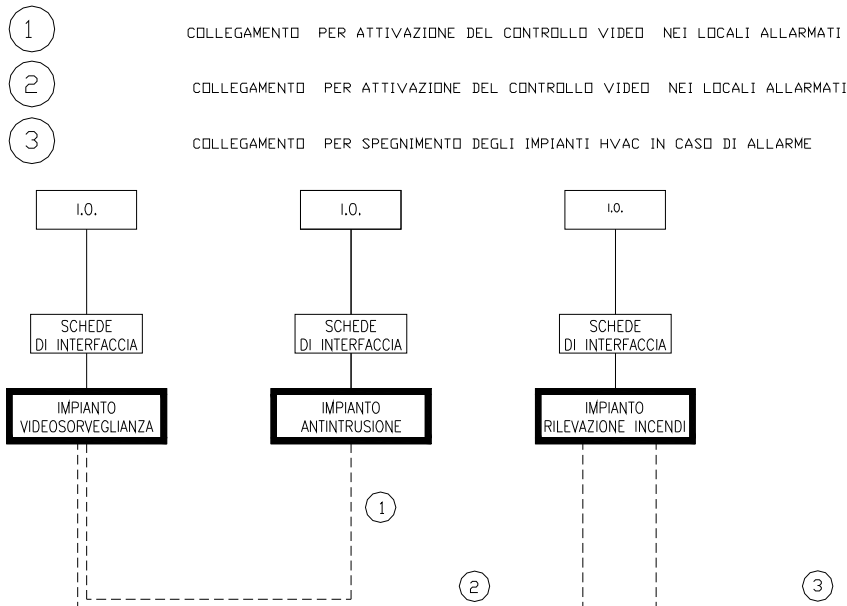 1 COLLEGAMENTO PER ATTIVAZIONE DEL CONTROLLO VIDEO NEI LOCALI ALLARMATI
2 COLLEGAMENTO PER ATTIVAZIONE DEL CONTROLLO VIDEO NEI LOCALI ALLARMATI
3 COLLEGAMENTO PER SPEGNIMENTO DEGLI IMPIANTI HVAC IN CASO DI ALLARME
I.O.
I.O.
I.O.
SCHEDE
DI INTERFACCIA
SCHEDE
DI INTERFACCIA
SCHEDE
DI INTERFACCIA
IMPIANTO
VIDEOSORVEGLIANZA
IMPIANTO
ANTINTRUSIONE
IMPIANTO
RILEVAZIONE INCENDI
1
2
3